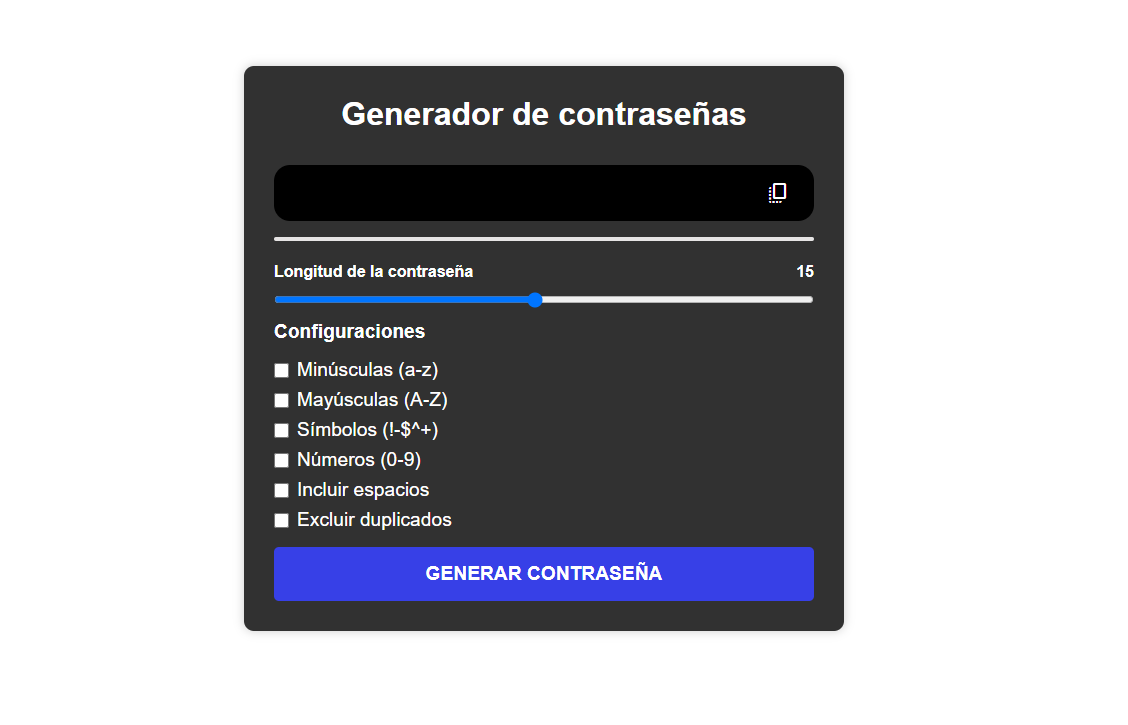 Generador de contraseñas
Longitud de la contraseña 15
Configuraciones
Minúsculas (a-z)
Mayúsculas (A-Z)
Símbolos (!-$^+)
Números (0-9)
Incluir espacios
Excluir duplicados
GENERAR CONTRASEÑA